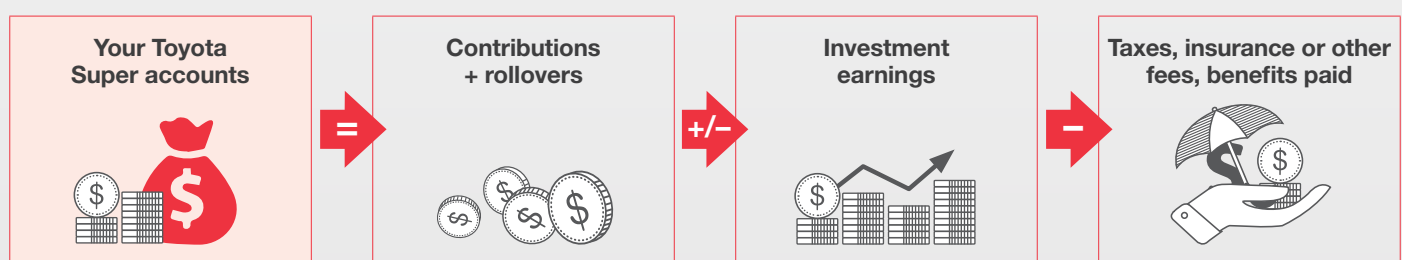 Your Toyota
Super accounts
=
Contributions
+ rollovers
+/–
Investment
earnings
–
Taxes, insurance or other
fees, benefits paid
$
$
$
$
$
$
$
$
$